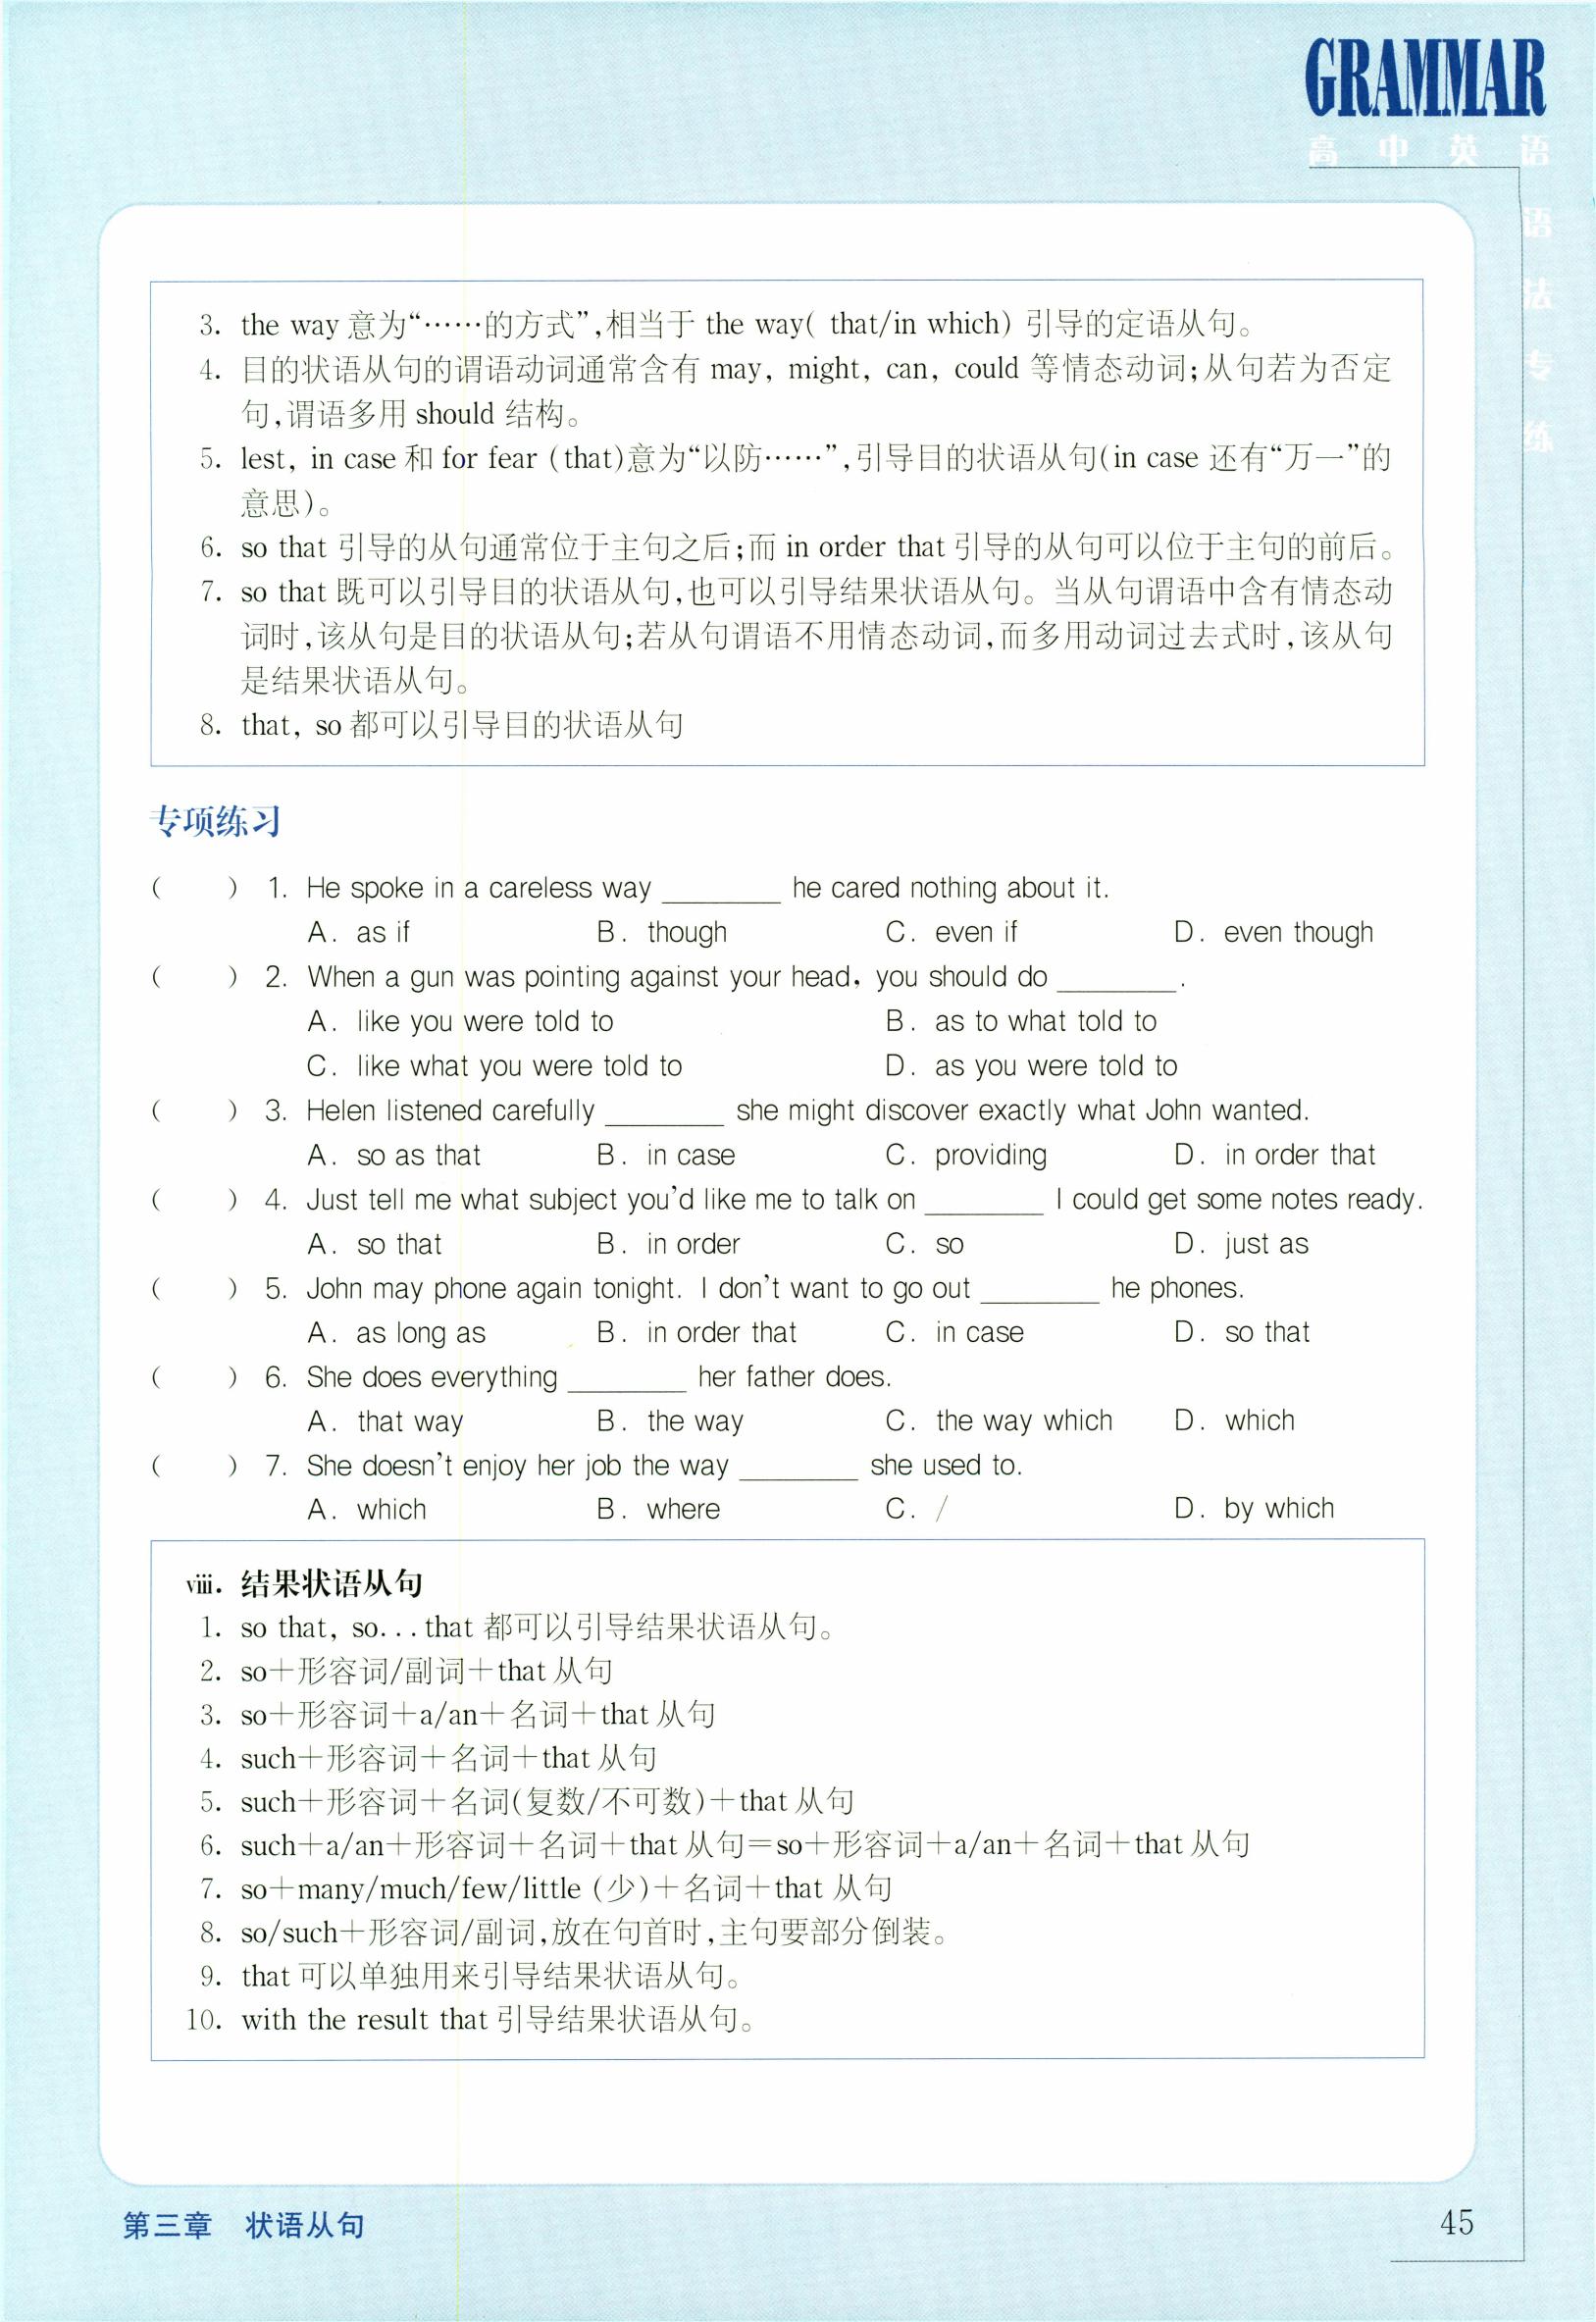 GRAMMAR
高中英语
语法专练
3. the way 意为“……的方式”,相当于 the way( that/in which) 引导的定语从句。
4. 目的状语从句的谓语动词通常含有 may, might, can, could 等情态动词;从句若为否定
句,谓语多用 should 结构。
5. lest, in case 和 for fear (that)意为“以防……”,引导目的状语从句(in case 还有“万一”的
意思)。
6. so that 引导的从句通常位于主句之后;而 in order that 引导的从句可以位于主句的前后。
7. so that 既可以引导目的状语从句,也可以引导结果状语从句。当从句谓语中含有情态动
词时,该从句是目的状语从句;若从句谓语不用情态动词,而多用动词过去式时,该从句
是结果状语从句。
8. that, so 都可以引导目的状语从句
专项练习
( ) 1. He spoke in a careless way ________ he cared nothing about it.
A. as if B. though C. even if D. even though
( ) 2. When a gun was pointing against your head, you should do ________.
A. like you were told to B. as to what told to
C. like what you were told to D. as you were told to
( ) 3. Helen listened carefully ________ she might discover exactly what John wanted.
A. so as that B. in case C. providing D. in order that
( ) 4. Just tell me what subject you'd like me to talk on ________ I could get some notes ready.
A. so that B. in order C. so D. just as
( ) 5. John may phone again tonight. I don't want to go out ________ he phones.
A. as long as B. in order that C. in case D. so that
( ) 6. She does everything ________ her father does.
A. that way B. the way C. the way which D. which
( ) 7. She doesn't enjoy her job the way ________ she used to.
A. which B. where C. / D. by which
viii. 结果状语从句
1. so that, so...that 都可以引导结果状语从句。
2. so+形容词/副词+that 从句
3. so+形容词+a/an+名词+that 从句
4. such+形容词+名词+that 从句
5. such+形容词+名词(复数/不可数)+that 从句
6. such+a/an+形容词+名词+that 从句=so+形容词+a/an+名词+that 从句
7. so+many/much/few/little (少)+名词+that 从句
8. so/such+形容词/副词,放在句首时,主句要部分倒装。
9. that 可以单独用来引导结果状语从句。
10. with the result that 引导结果状语从句。
第三章 状语从句
45